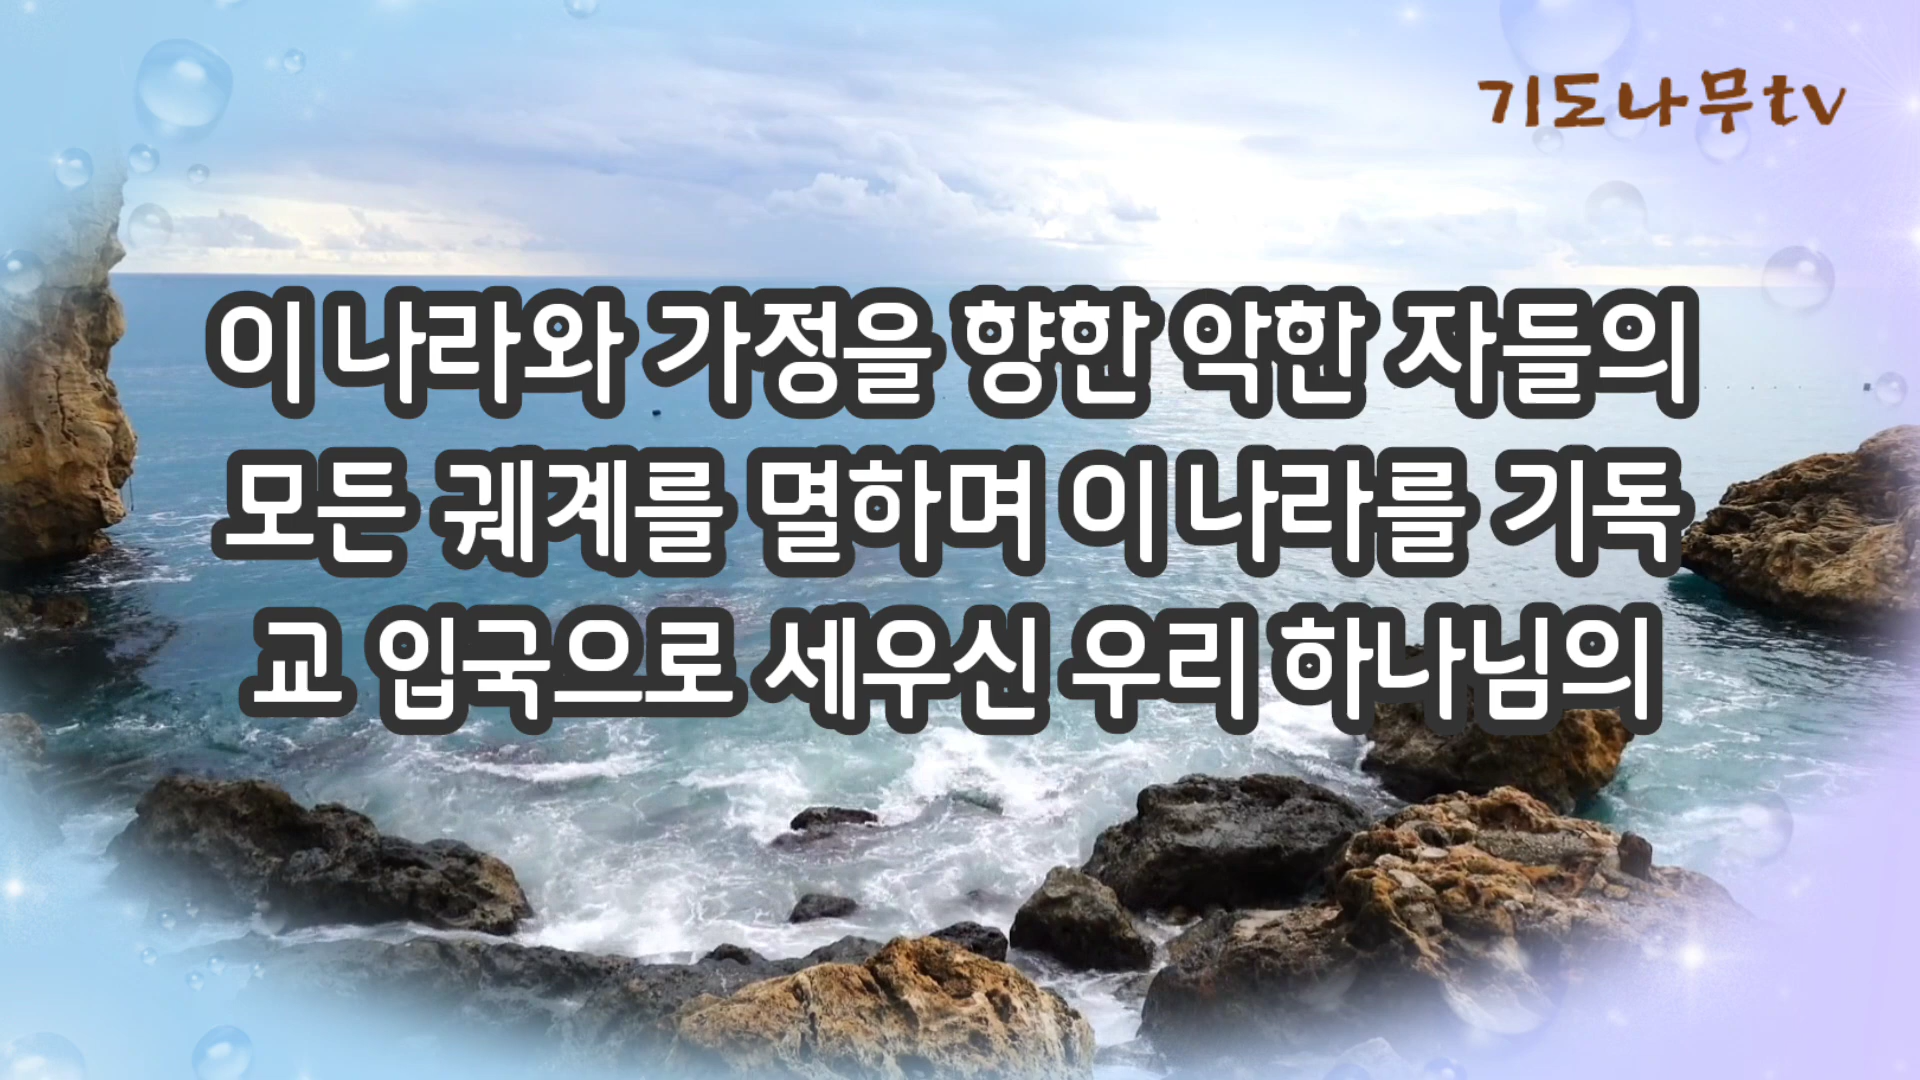 기도나무tv
이 나라와 가정을 향한 악한 자들의
모든 궤계를 멸하며 이 나라를 기독
교 입국으로 세우신 우리 하나님의